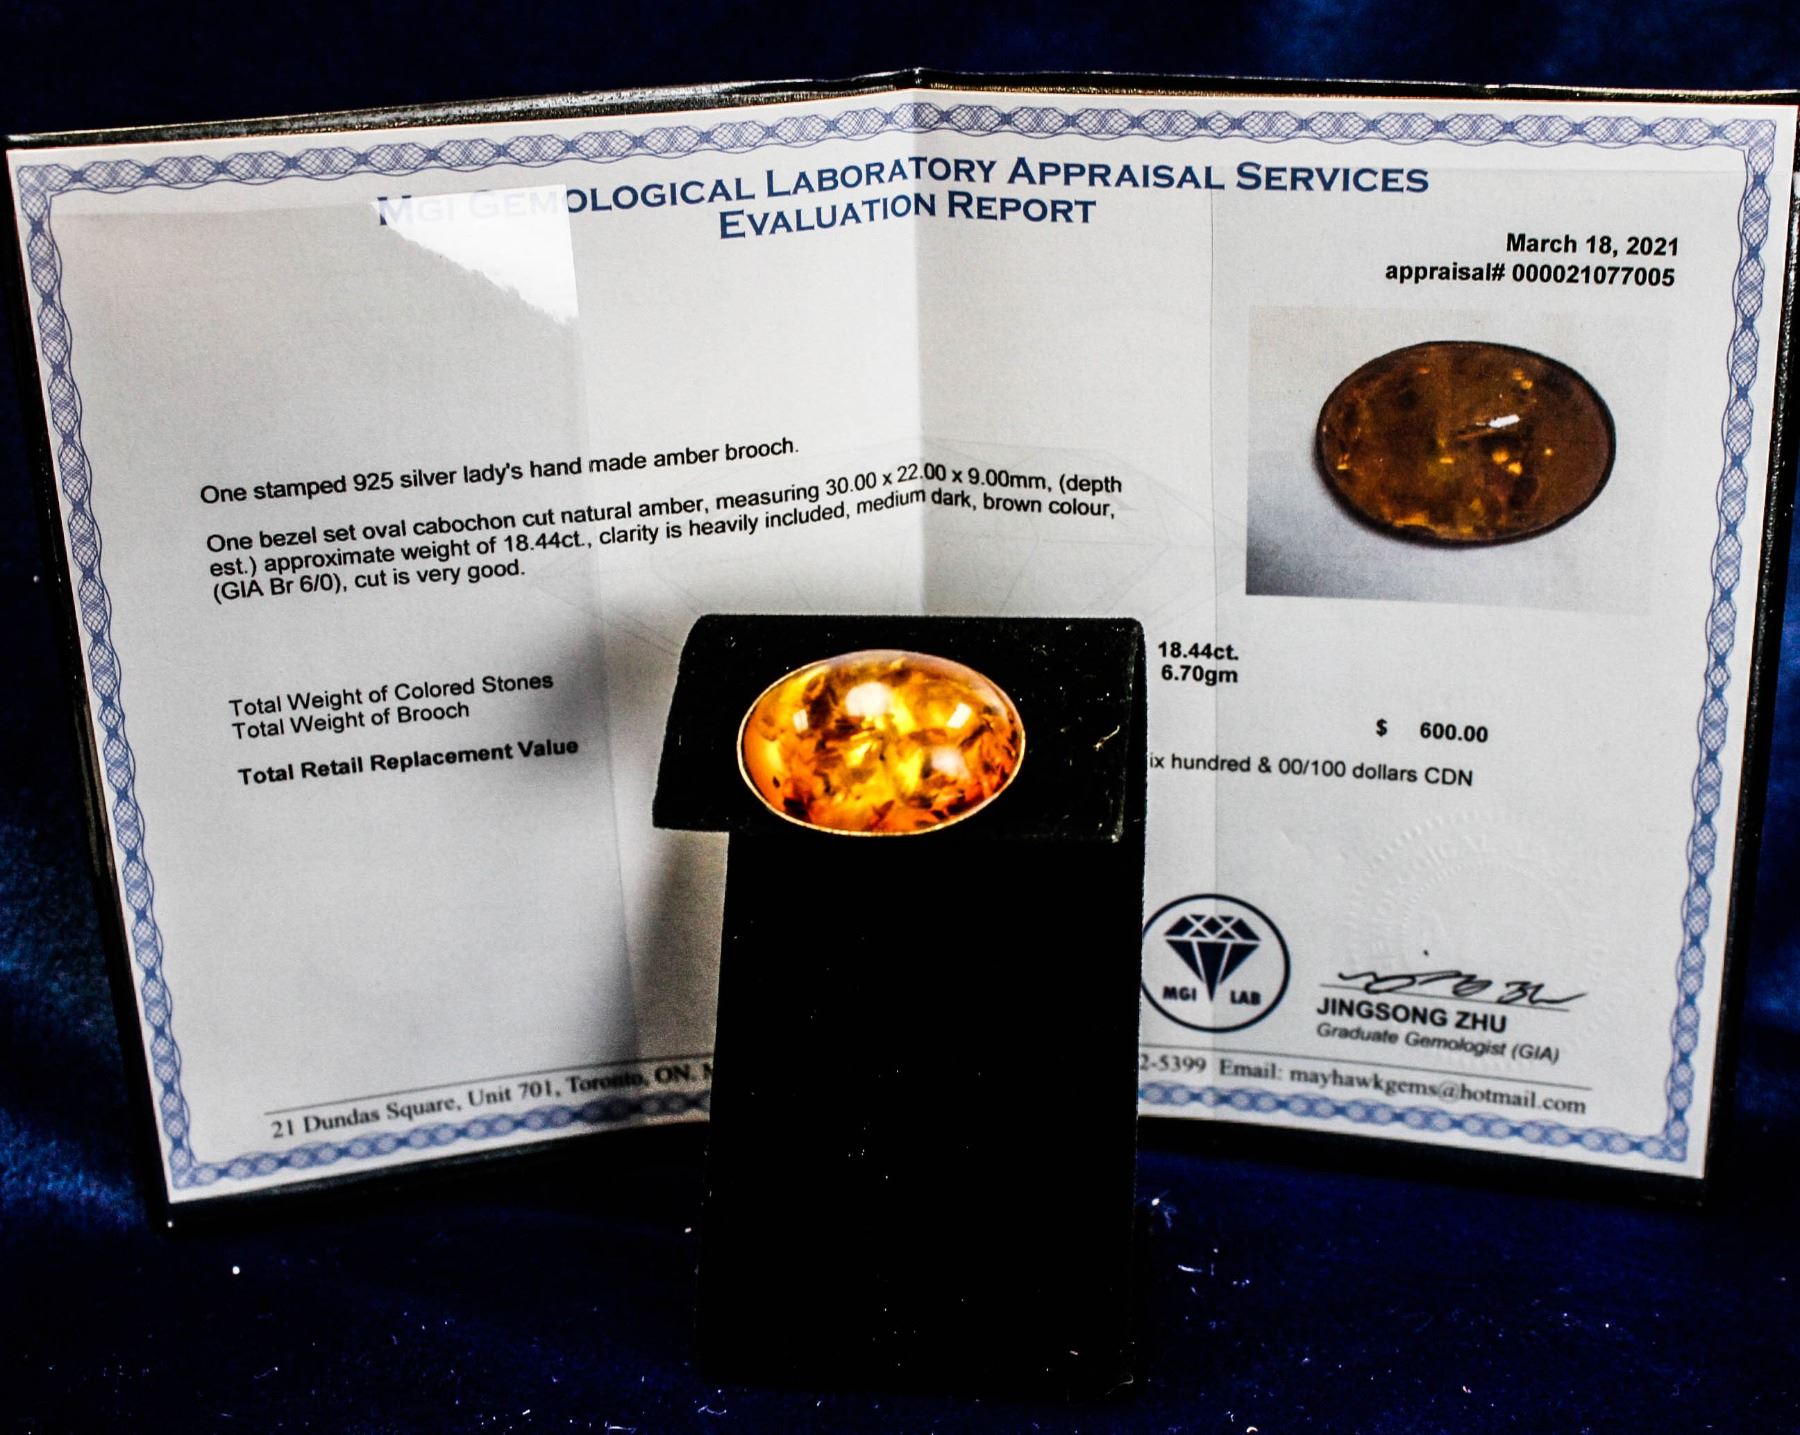 MGI GEMOLOGICAL LABORATORY APPRAISAL SERVICES
EVALUATION REPORT
March 18, 2021
appraisal# 000021077005
One stamped 925 silver lady's hand made amber brooch.
One bezel set oval cabochon cut natural amber, measuring 30.00 x 22.00 x 9.00mm, (depth
est.) approximate weight of 18.44ct., clarity is heavily included, medium dark, brown colour,
(GIA Br 6/0), cut is very good.
Total Weight of Colored Stones 18.44ct.
Total Weight of Brooch 6.70gm
Total Retail Replacement Value $ 600.00
ix hundred & 00/100 dollars CDN
MGI LAB
JINGSONG ZHU
Graduate Gemologist (GIA)
21 Dundas Square, Unit 701, Toronto, ON. 2-5399 Email: mayhawkgems@hotmail.com